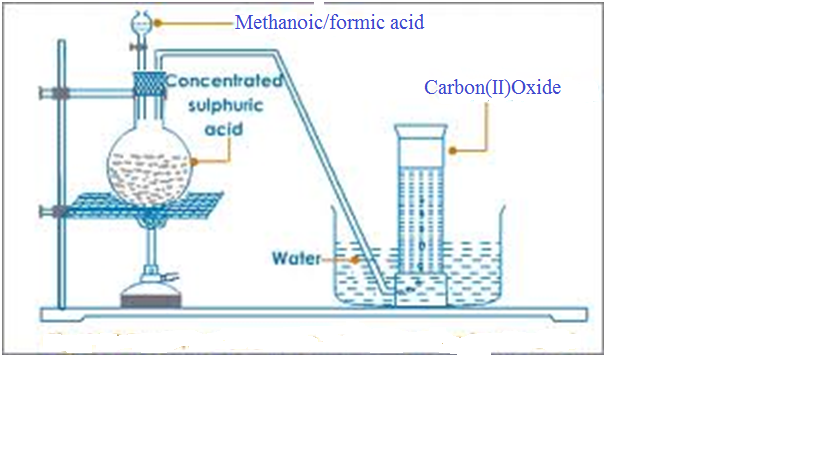 Methanoic/formic acid
Concentrated
sulphuric
acid
Carbon(II)Oxide
Water